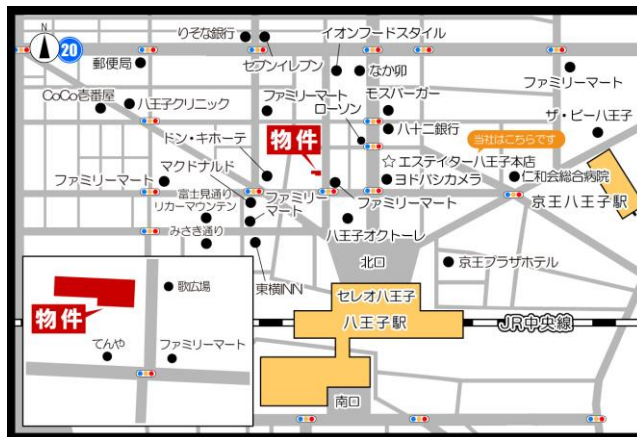 N
20
りそな銀行
イオンフードスタイル
郵便局
セブンイレブン
なか卯
ファミリーマート
CoCo壱番屋
八王子クリニック
ファミリーマート
ローソン
モスバーガー
ザ・ビー八王子
ドン・キホーテ
八十二銀行
当社はこちらです
物件
マクドナルド
☆エステイター八王子本店
ファミリーマート
ヨドバシカメラ
仁和会総合病院
富士見通り
リカーマウンテン
ファミリー
マート
ファミリーマート
京王八王子駅
みさき通り
八王子オクトーレ
北口
京王プラザホテル
東横INN
セレオ八王子
八王子駅
JR中央線
南口
歌広場
物件
てんや
ファミリーマート